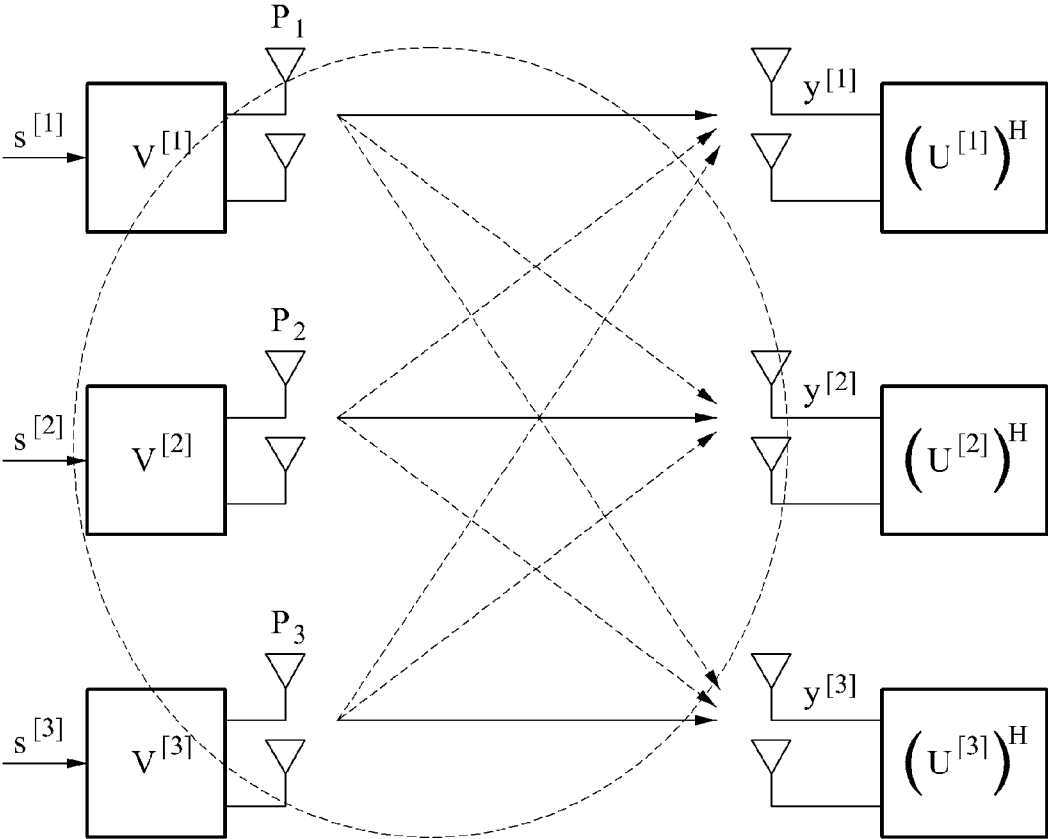 P1
s[1]
V[1]
y[1]
(U[1])H
P2
s[2]
V[2]
y[2]
(U[2])H
P3
s[3]
V[3]
y[3]
(U[3])H